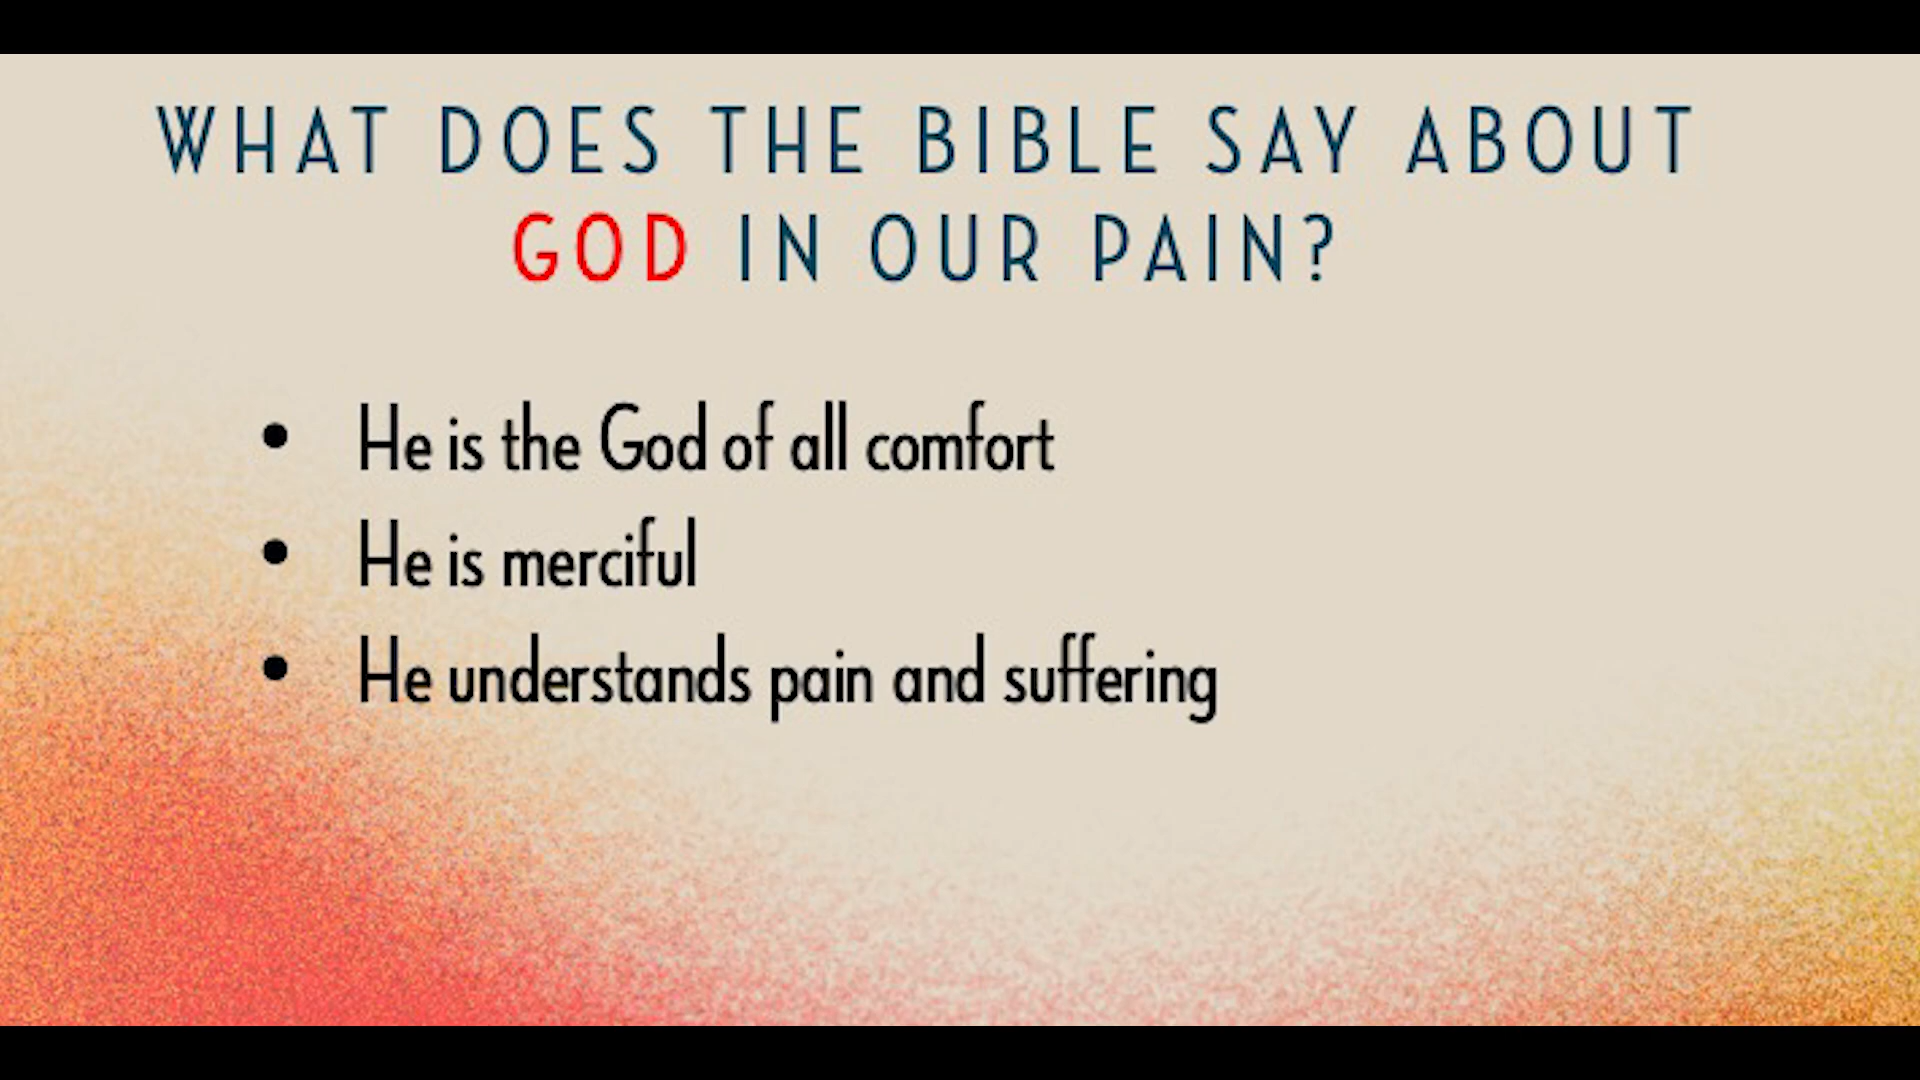 WHAT DOES THE BIBLE SAY ABOUT
GOD IN OUR PAIN?
• He is the God of all comfort
• He is merciful
• He understands pain and suffering